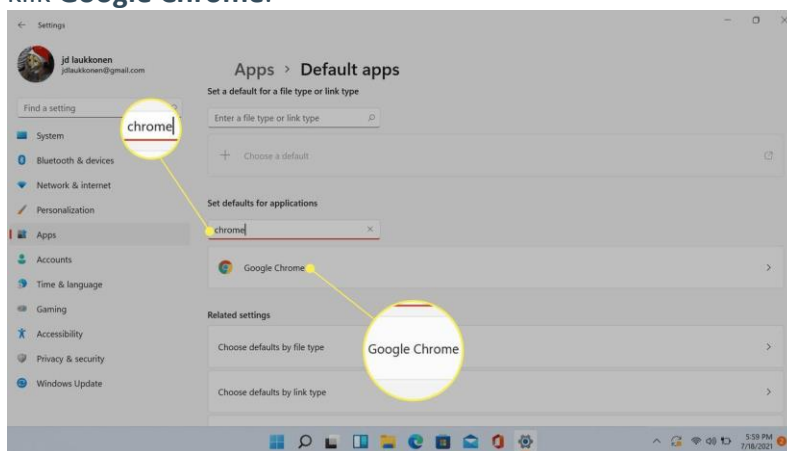 Klik Google Chrome.
Settings
jd laukkonen
jdlaukkonen@gmail.com
Find a setting
System
Bluetooth & devices
Network & internet
Personalization
Apps
Accounts
Time & language
Gaming
Accessibility
Privacy & security
Windows Update
Apps > Default apps
Set a default for a file type or link type
Enter a file type or link type
Choose a default
Set defaults for applications
chrome
chrome
Google Chrome
Google Chrome
Related settings
Choose defaults by file type
Choose defaults by link type
5:59 PM
7/18/2021